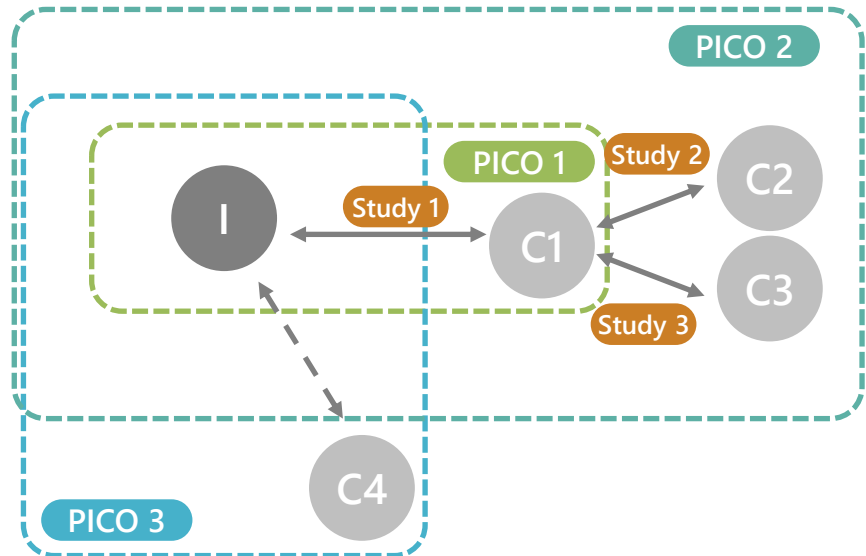 PICO 2
PICO 1
Study 2
C2
I
Study 1
C1
C3
Study 3
C4
PICO 3